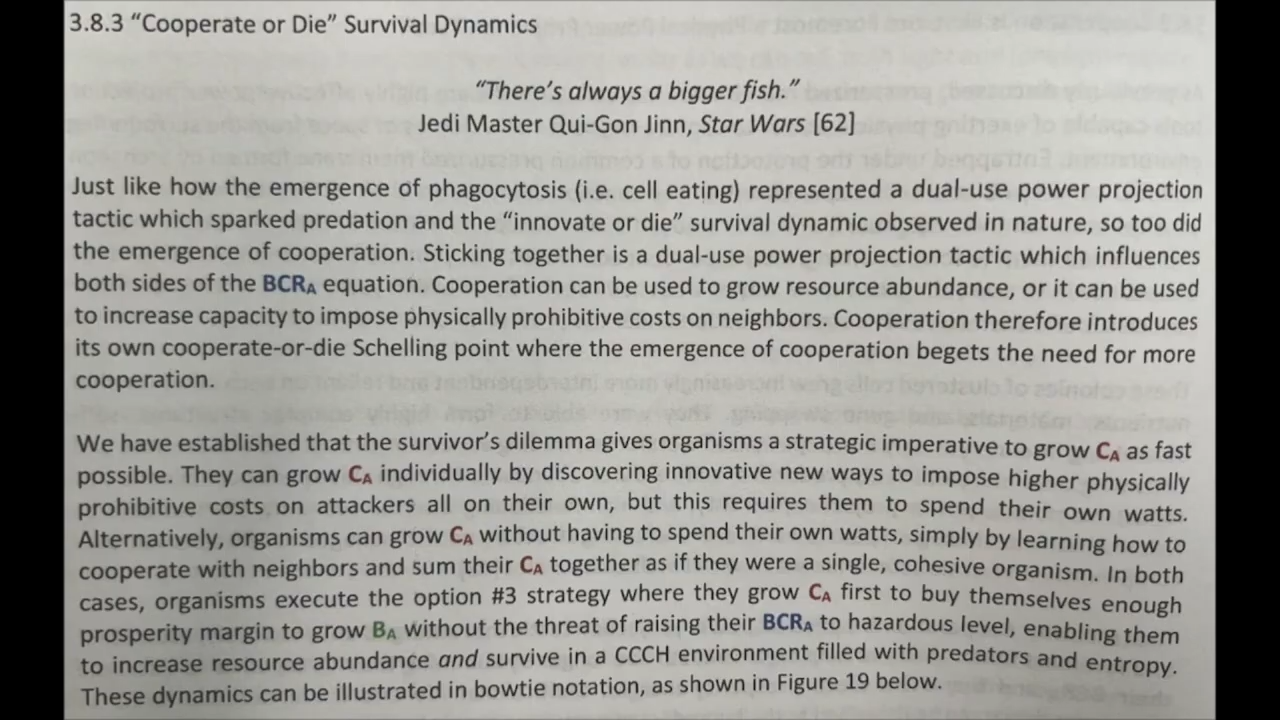 3.8.3 “Cooperate or Die” Survival Dynamics
“There’s always a bigger fish.”
Jedi Master Qui-Gon Jinn, Star Wars [62]
Just like how the emergence of phagocytosis (i.e. cell eating) represented a dual-use power projection
tactic which sparked predation and the “innovate or die” survival dynamic observed in nature, so too did
the emergence of cooperation. Sticking together is a dual-use power projection tactic which influences
both sides of the BCRA equation. Cooperation can be used to grow resource abundance, or it can be used
to increase capacity to impose physically prohibitive costs on neighbors. Cooperation therefore introduces
its own cooperate-or-die Schelling point where the emergence of cooperation begets the need for more
cooperation.
We have established that the survivor’s dilemma gives organisms a strategic imperative to grow CA as fast
possible. They can grow CA individually by discovering innovative new ways to impose higher physically
prohibitive costs on attackers all on their own, but this requires them to spend their own watts.
Alternatively, organisms can grow CA without having to spend their own watts, simply by learning how to
cooperate with neighbors and sum their CA together as if they were a single, cohesive organism. In both
cases, organisms execute the option #3 strategy where they grow CA first to buy themselves enough
prosperity margin to grow BA without the threat of raising their BCRA to hazardous level, enabling them
to increase resource abundance and survive in a CCCH environment filled with predators and entropy.
These dynamics can be illustrated in bowtie notation, as shown in Figure 19 below.